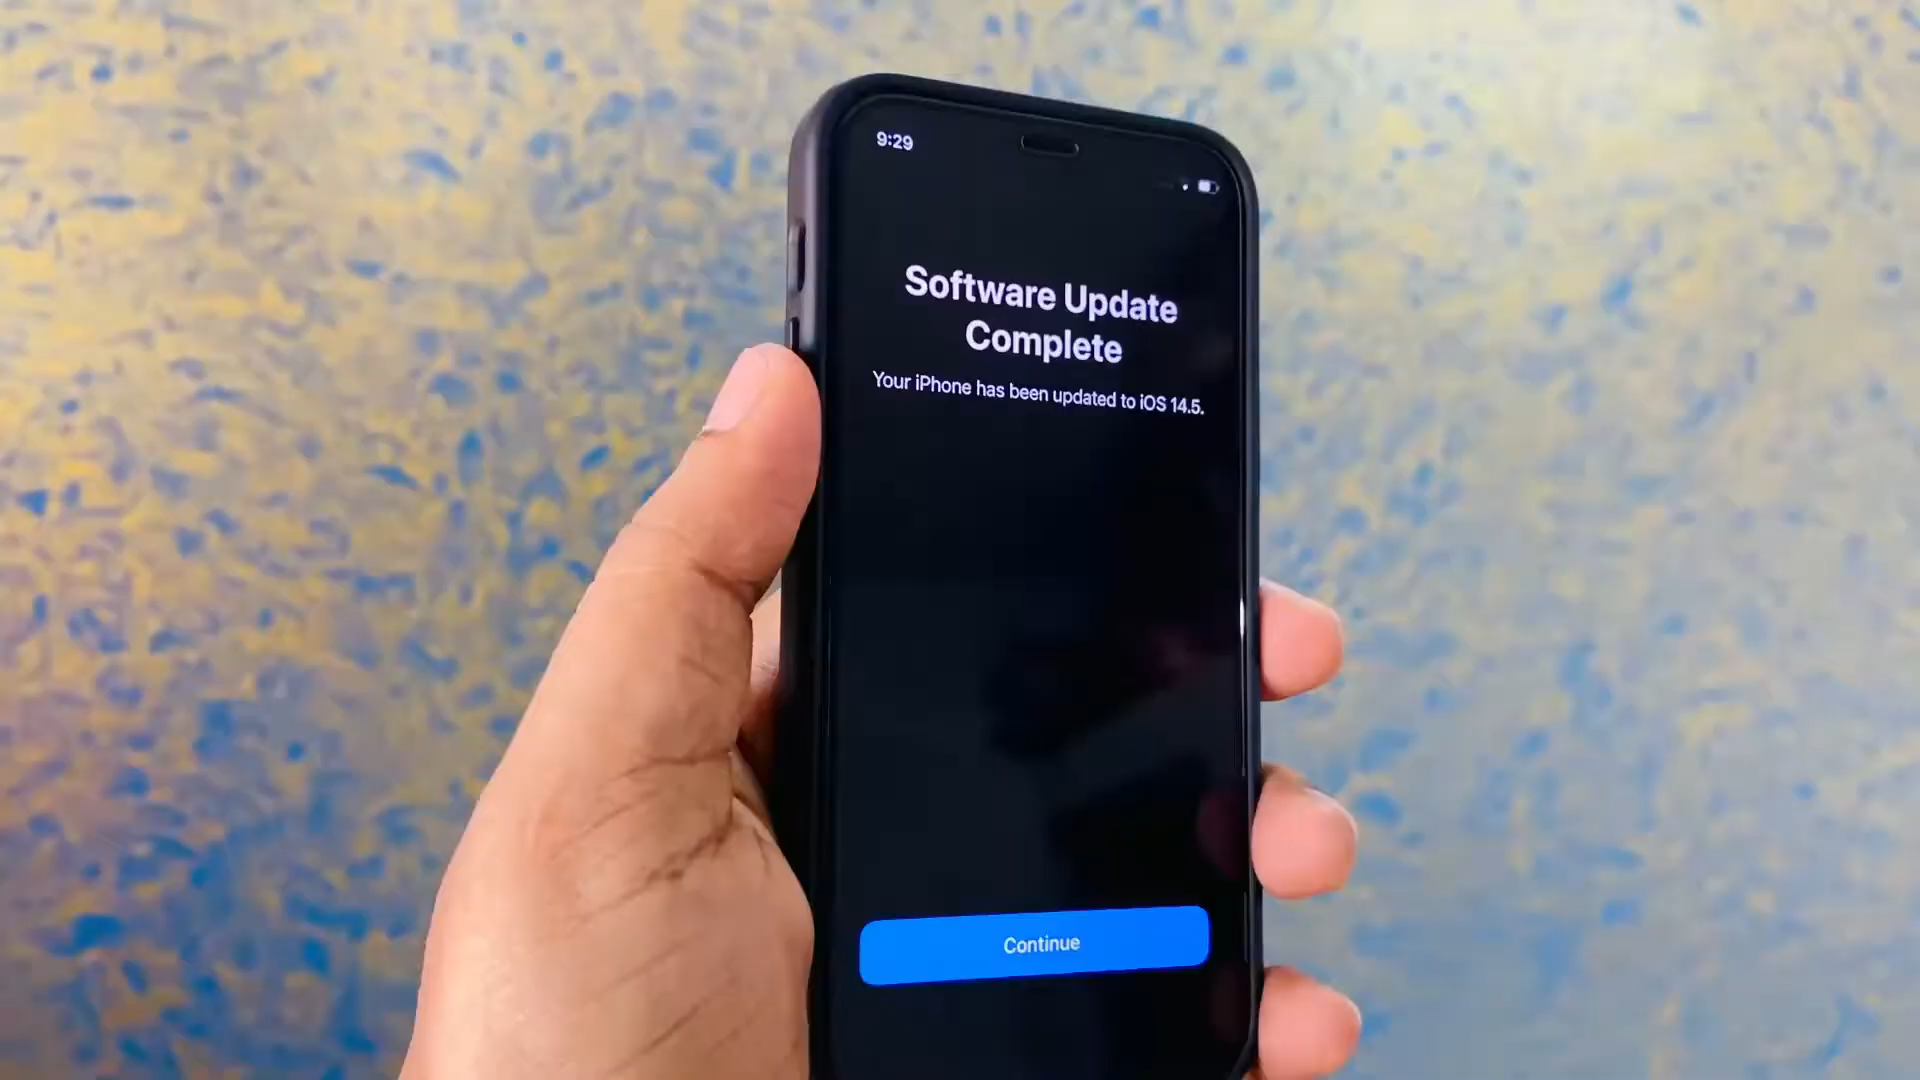 9:29
Software Update
Complete
Your iPhone has been updated to iOS 14.5.
Continue